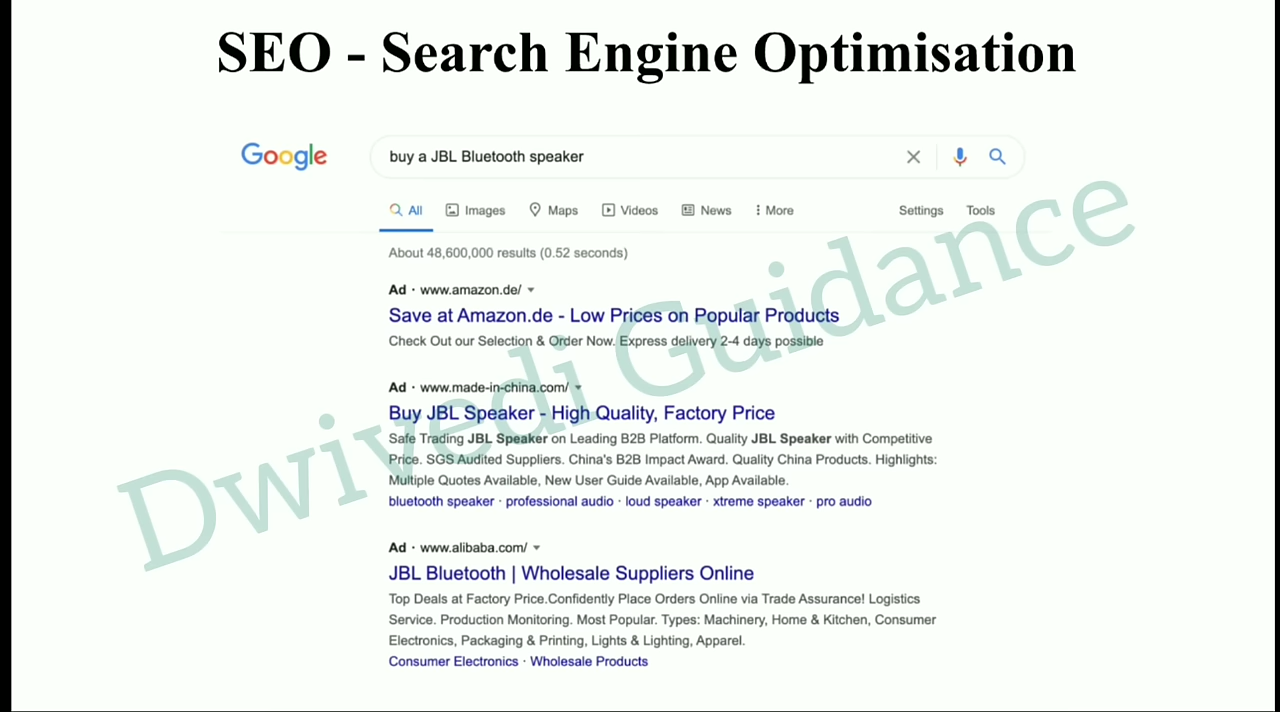 SEO - Search Engine Optimisation
Google
buy a JBL Bluetooth speaker
All Images Maps Videos News More Settings Tools
About 48,600,000 results (0.52 seconds)
Ad · www.amazon.de/
Save at Amazon.de - Low Prices on Popular Products
Check Out our Selection & Order Now. Express delivery 2-4 days possible
Ad · www.made-in-china.com/
Buy JBL Speaker - High Quality, Factory Price
Safe Trading JBL Speaker on Leading B2B Platform. Quality JBL Speaker with Competitive
Price. SGS Audited Suppliers. China's B2B Impact Award. Quality China Products. Highlights:
Multiple Quotes Available, New User Guide Available, App Available.
bluetooth speaker · professional audio · loud speaker · xtreme speaker · pro audio
Ad · www.alibaba.com/
JBL Bluetooth | Wholesale Suppliers Online
Top Deals at Factory Price.Confidently Place Orders Online via Trade Assurance! Logistics
Service. Production Monitoring. Most Popular. Types: Machinery, Home & Kitchen, Consumer
Electronics, Packaging & Printing, Lights & Lighting, Apparel.
Consumer Electronics · Wholesale Products
Dwivedi Guidance